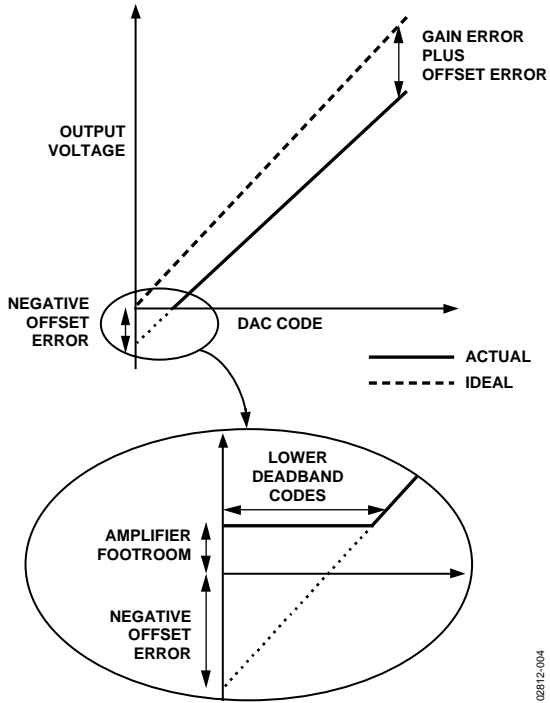 GAIN ERROR
PLUS
OFFSET ERROR
OUTPUT
VOLTAGE
NEGATIVE
OFFSET
ERROR
DAC CODE
ACTUAL
IDEAL
LOWER
DEADBAND
CODES
AMPLIFIER
FOOTROOM
NEGATIVE
OFFSET
ERROR
02812-004